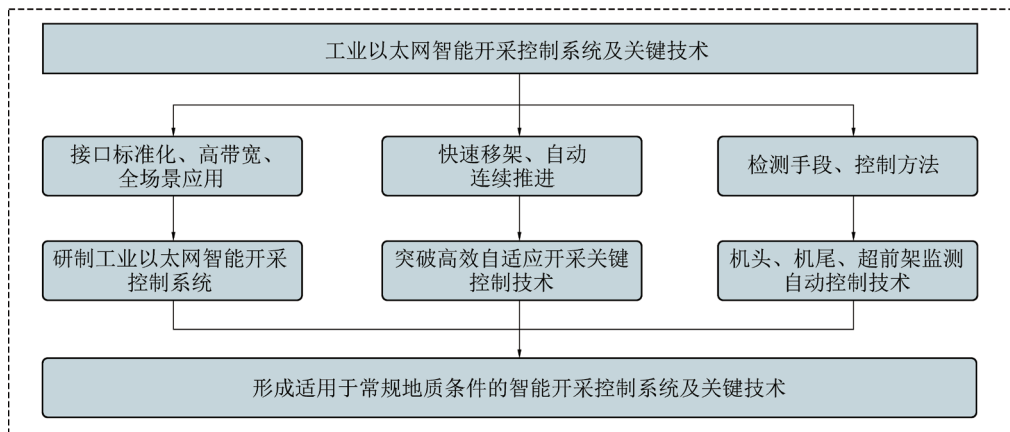 工业以太网智能开采控制系统及关键技术
接口标准化、高带宽、
全场景应用
快速移架、自动
连续推进
检测手段、控制方法
研制工业以太网智能开采
控制系统
突破高效自适应开采关键
控制技术
机头、机尾、超前架监测
自动控制技术
形成适用于常规地质条件的智能开采控制系统及关键技术